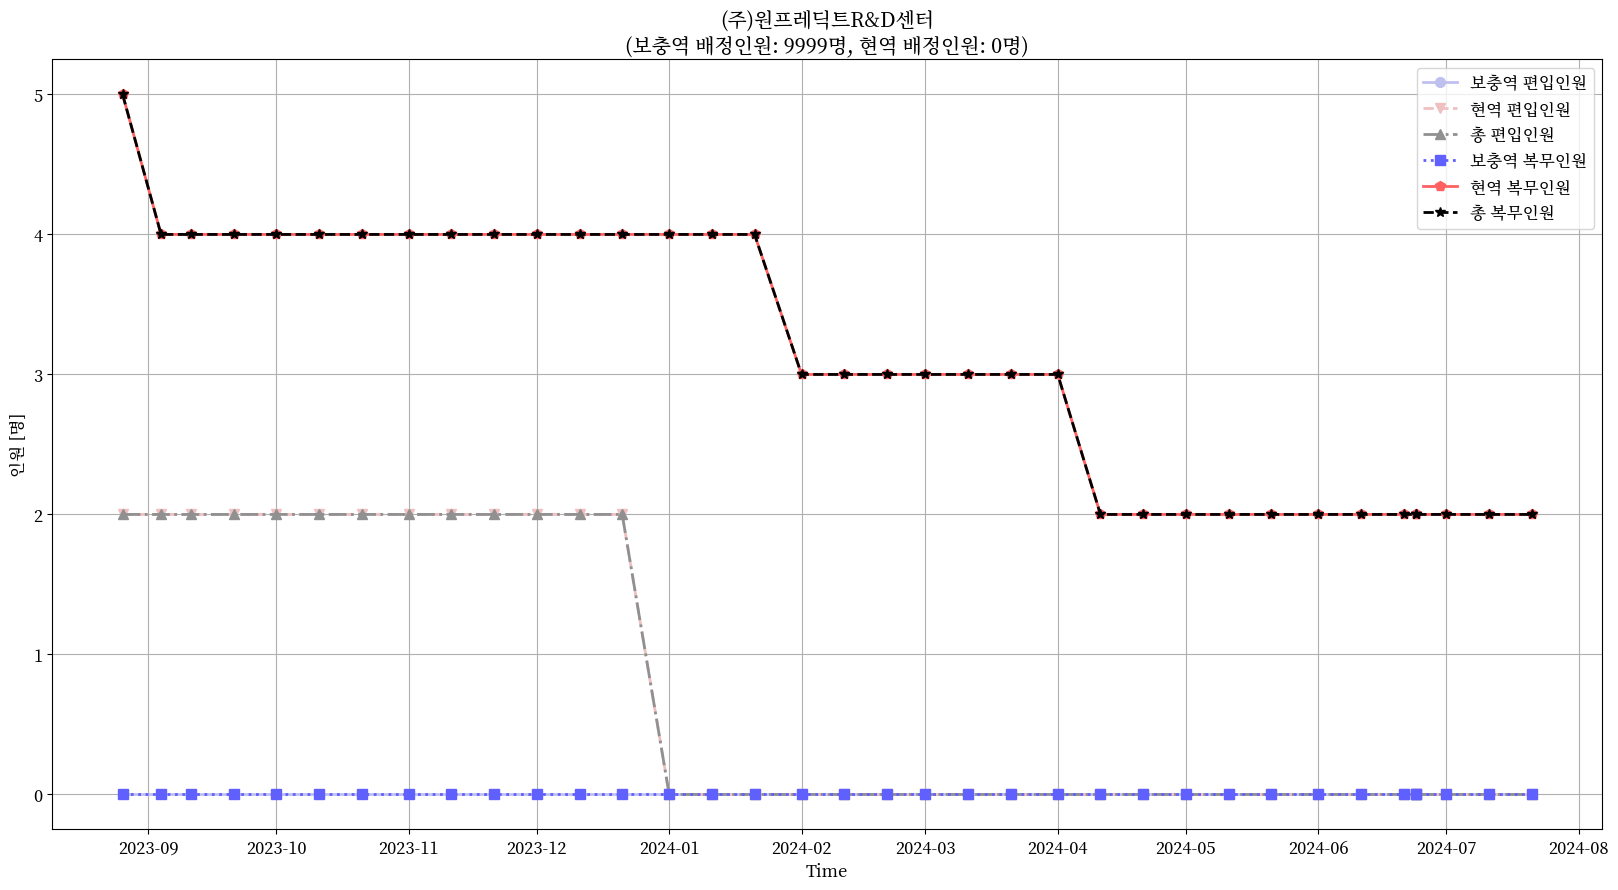 (주)원프레딕트R&D센터
(보충역 배정인원: 9999명, 현역 배정인원: 0명)
보충역 편입인원
현역 편입인원
총 편입인원
보충역 복무인원
현역 복무인원
총 복무인원
인원 [명]
5
4
3
2
1
0
2023-09 2023-10 2023-11 2023-12 2024-01 2024-02 2024-03 2024-04 2024-05 2024-06 2024-07 2024-08
Time